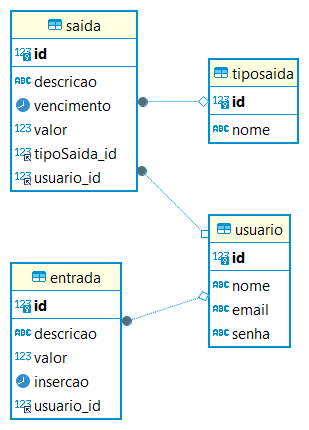 saida
123 id
ABC descricao
vencimento
123 valor
123 tipoSaida_id
123 usuario_id
tiposaida
123 id
ABC nome
usuario
123 id
ABC nome
ABC email
ABC senha
entrada
123 id
ABC descricao
123 valor
insercao
123 usuario_id